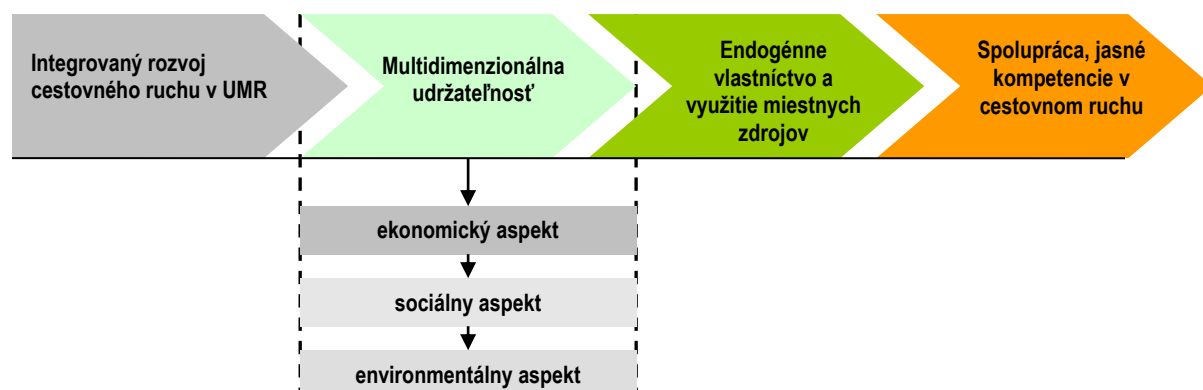 Integrovaný rozvoj
cestovného ruchu v UMR
Multidimenzionálna
udržateľnosť
Endogénne
vlastníctvo a
využitie miestnych
zdrojov
Spolupráca, jasné
kompetencie v
cestovnom ruchu
ekonomický aspekt
sociálny aspekt
environmentálny aspekt